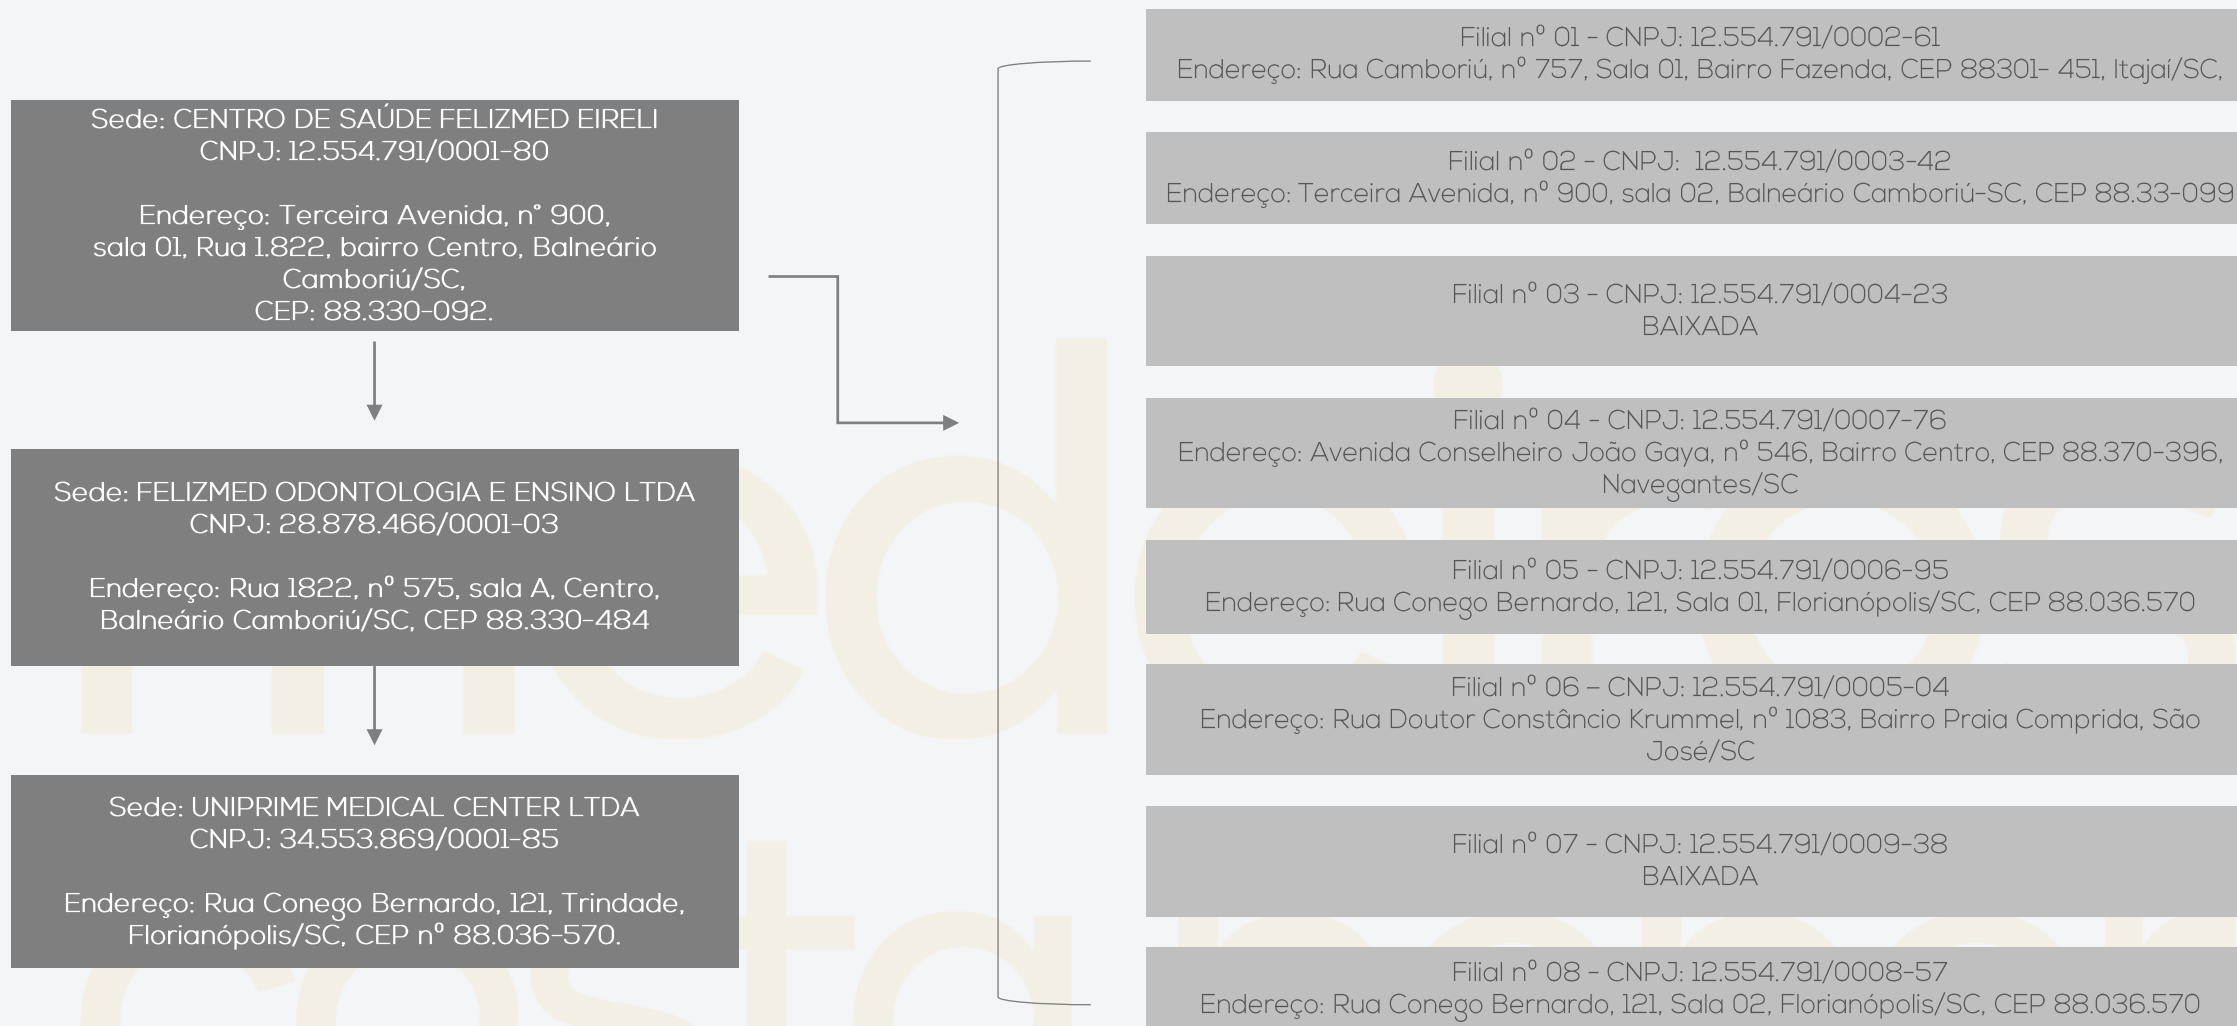 Sede: CENTRO DE SAÚDE FELIZMED EIRELI
CNPJ: 12.554.791/0001-80
Endereço: Terceira Avenida, n° 900,
sala 01, Rua 1.822, bairro Centro, Balneário
Camboriú/SC,
CEP: 88.330-092.
Sede: FELIZMED ODONTOLOGIA E ENSINO LTDA
CNPJ: 28.878.466/0001-03
Endereço: Rua 1822, nº 575, sala A, Centro,
Balneário Camboriú/SC, CEP 88.330-484
Sede: UNIPRIME MEDICAL CENTER LTDA
CNPJ: 34.553.869/0001-85
Endereço: Rua Conego Bernardo, 121, Trindade,
Florianópolis/SC, CEP nº 88.036-570.
Filial nº 01 - CNPJ: 12.554.791/0002-61
Endereço: Rua Camboriú, nº 757, Sala 01, Bairro Fazenda, CEP 88301- 451, Itajaí/SC,
Filial nº 02 - CNPJ: 12.554.791/0003-42
Endereço: Terceira Avenida, nº 900, sala 02, Balneário Camboriú-SC, CEP 88.33-099
Filial nº 03 - CNPJ: 12.554.791/0004-23
BAIXADA
Filial nº 04 - CNPJ: 12.554.791/0007-76
Endereço: Avenida Conselheiro João Gaya, nº 546, Bairro Centro, CEP 88.370-396,
Navegantes/SC
Filial nº 05 - CNPJ: 12.554.791/0006-95
Endereço: Rua Conego Bernardo, 121, Sala 01, Florianópolis/SC, CEP 88.036.570
Filial nº 06 – CNPJ: 12.554.791/0005-04
Endereço: Rua Doutor Constâncio Krummel, nº 1083, Bairro Praia Comprida, São
José/SC
Filial nº 07 - CNPJ: 12.554.791/0009-38
BAIXADA
Filial nº 08 - CNPJ: 12.554.791/0008-57
Endereço: Rua Conego Bernardo, 121, Sala 02, Florianópolis/SC, CEP 88.036.570
medeiros
costa